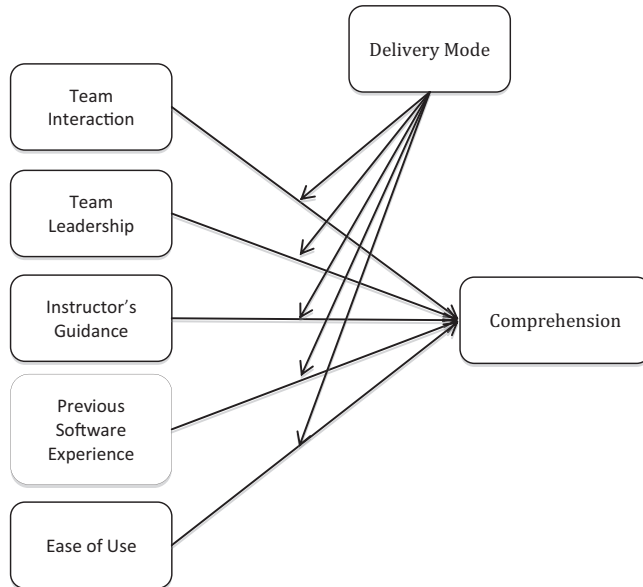 Delivery Mode
Team
Interaction
Team
Leadership
Instructor’s
Guidance
Comprehension
Previous
Software
Experience
Ease of Use